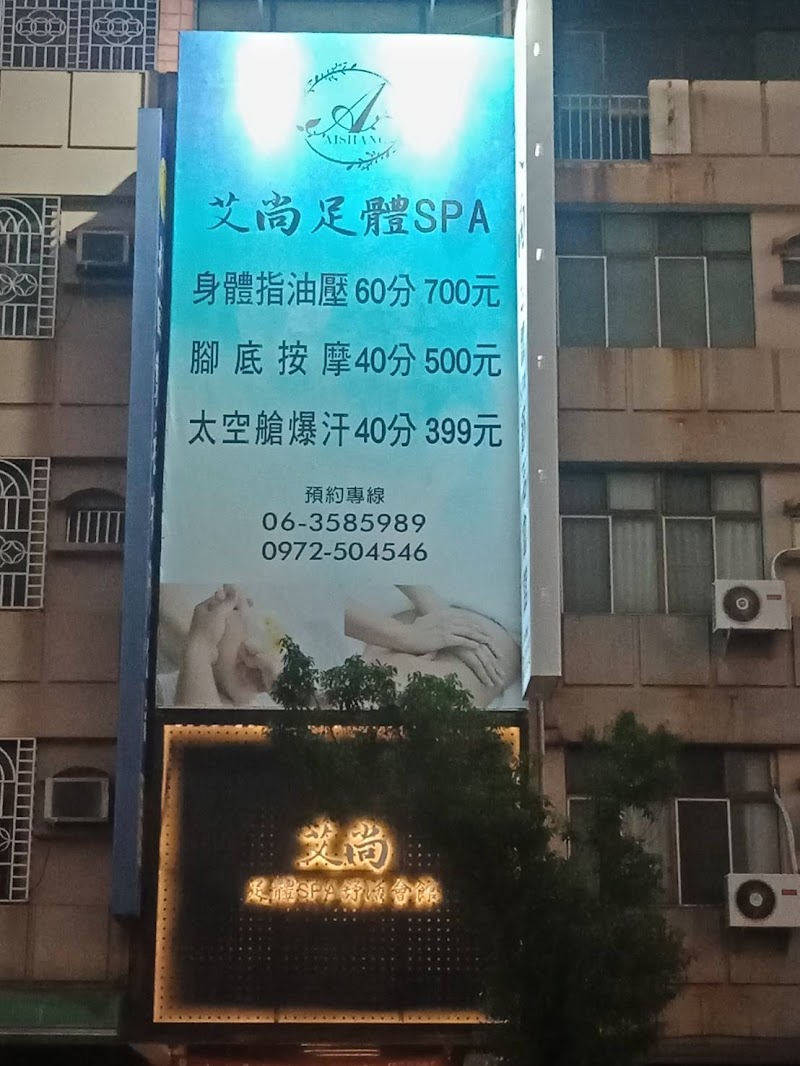 A
AISHANG
艾尚足體SPA
身體指油壓60分 700元
腳底按摩40分 500元
太空艙爆汗40分 399元
預約專線
06-3585989
0972-504546
艾尚
足體SPA紓活會館